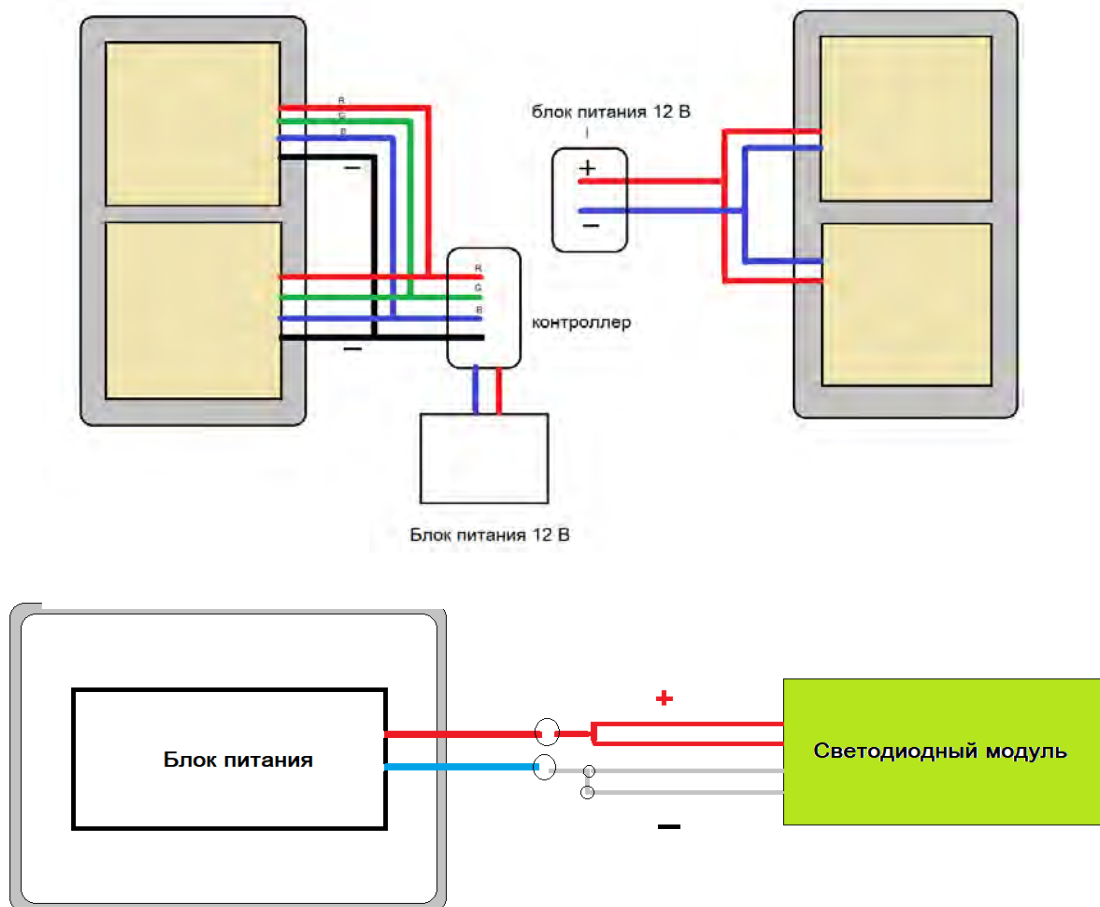 R
G
B
–
блок питания 12 В
+
–
R
G
B
–
контроллер
Блок питания 12 В
Блок питания
+
–
Светодиодный модуль